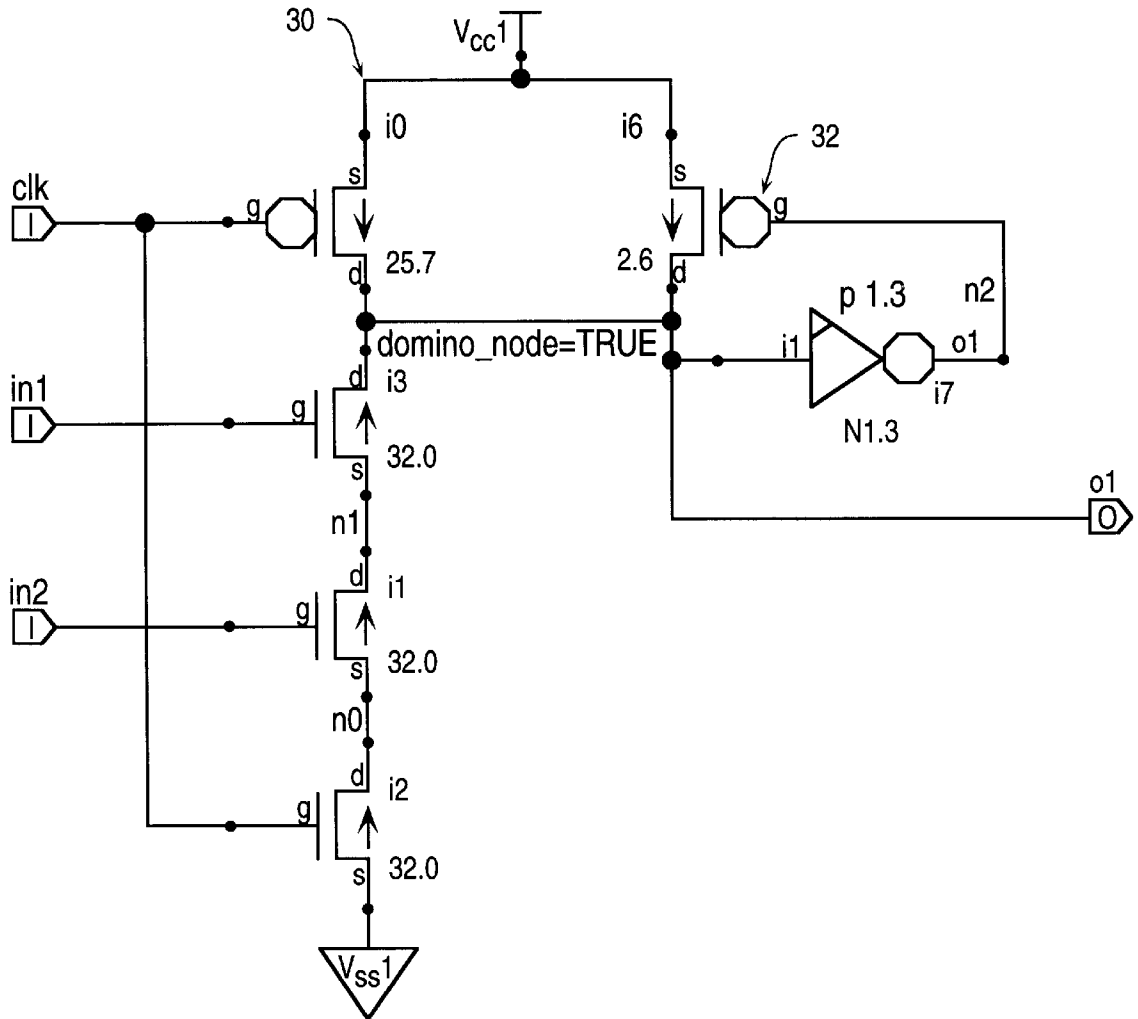 30
Vcc1
i0
i6
32
clk
s
s
I
g
g
25.7
2.6
d
d
p 1.3
n2
domino_node=TRUE
i1
o1
i7
in1
d
i3
I
g
N1.3
s
32.0
o1
n1
O
in2
d
i1
I
g
s
32.0
n0
d
i2
g
s
32.0
Vss1